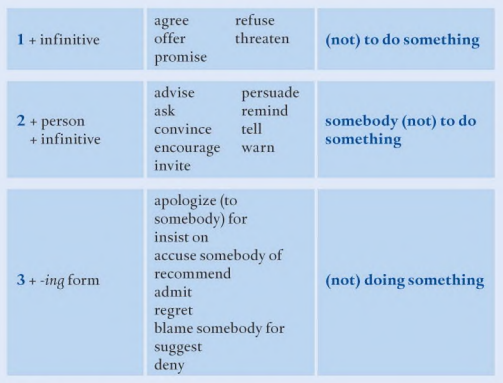 1 + infinitive
agree refuse
offer threaten
promise
(not) to do something
2 + person
+ infinitive
advise persuade
ask remind
convince tell
encourage warn
invite
somebody (not) to do
something
3 + -ing form
apologize (to
somebody) for
insist on
accuse somebody of
recommend
admit
regret
blame somebody for
suggest
deny
(not) doing something